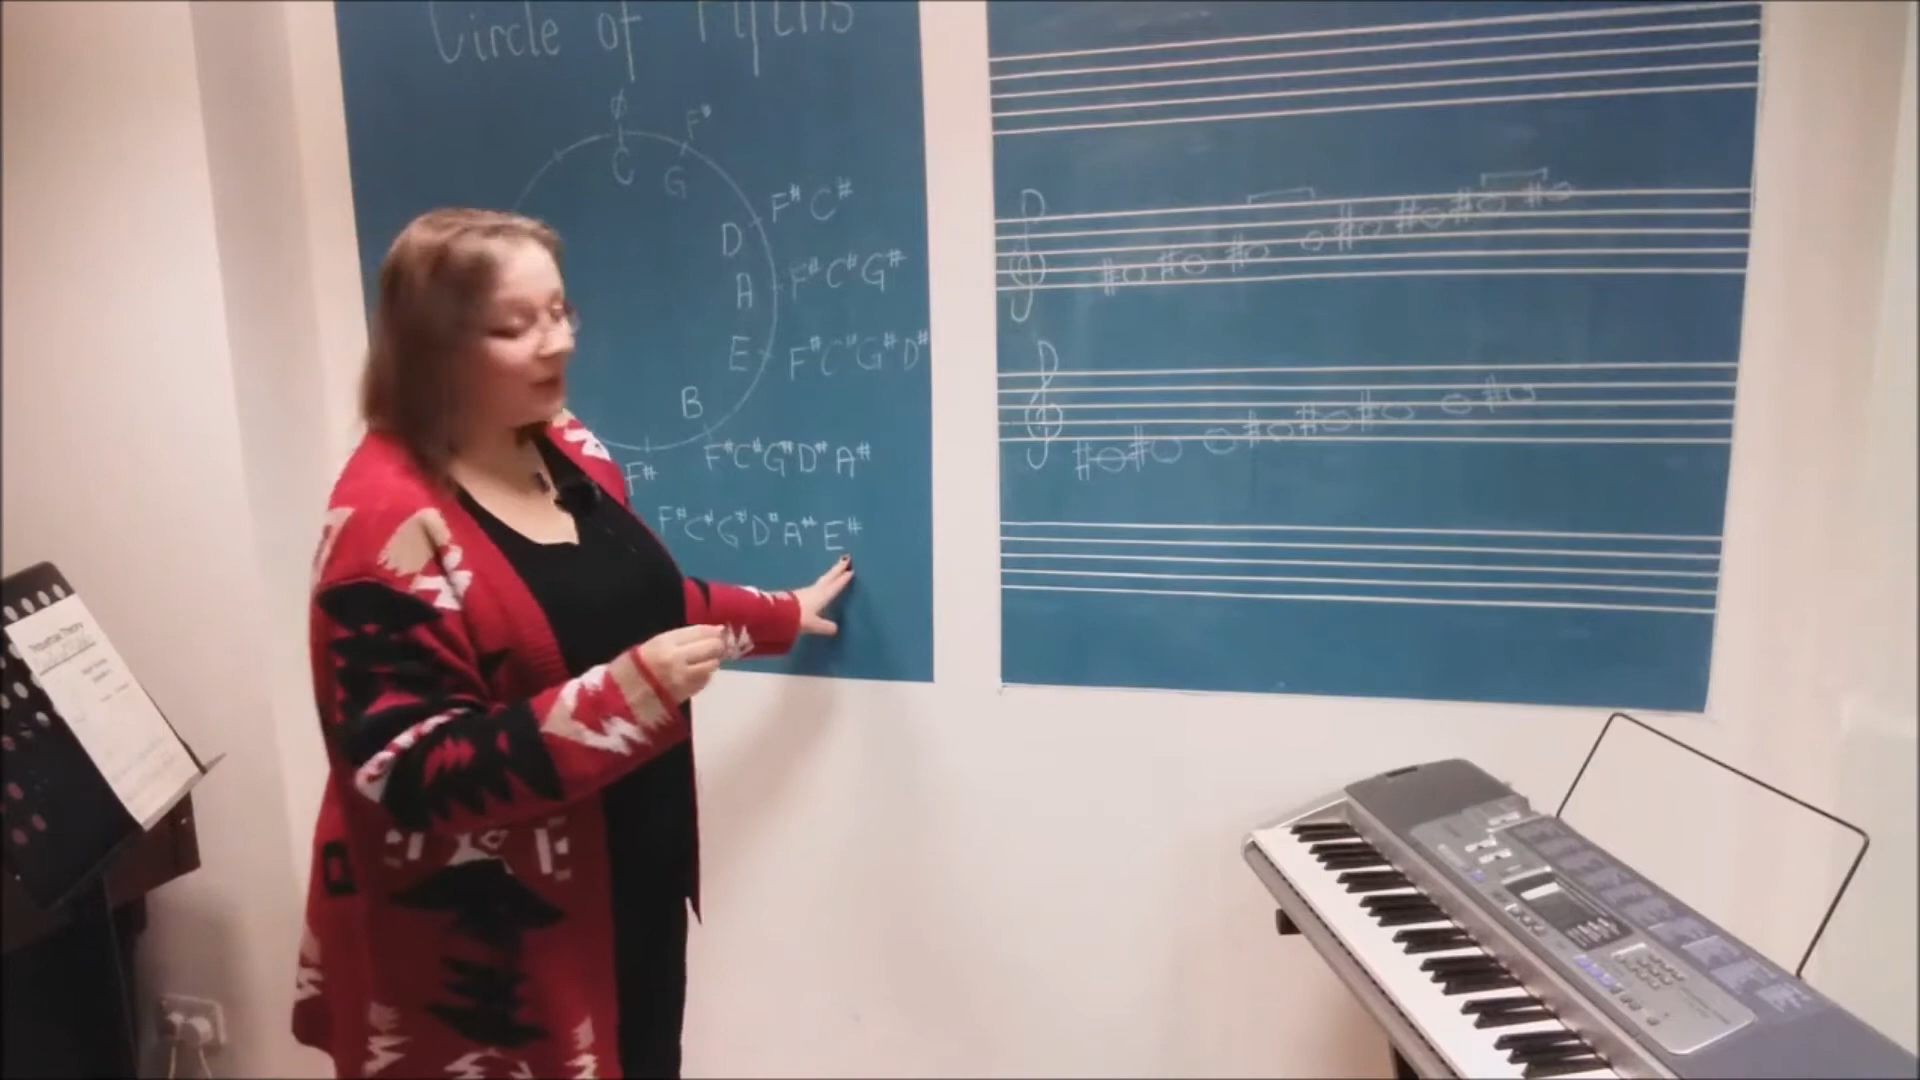 Circle of Fifths
∅
F#
C
G
F# C#
D
F# C# G#
A
F# C# G# D#
E
B
F# C# G# D# A#
F#
F# C# G# D# A# E#